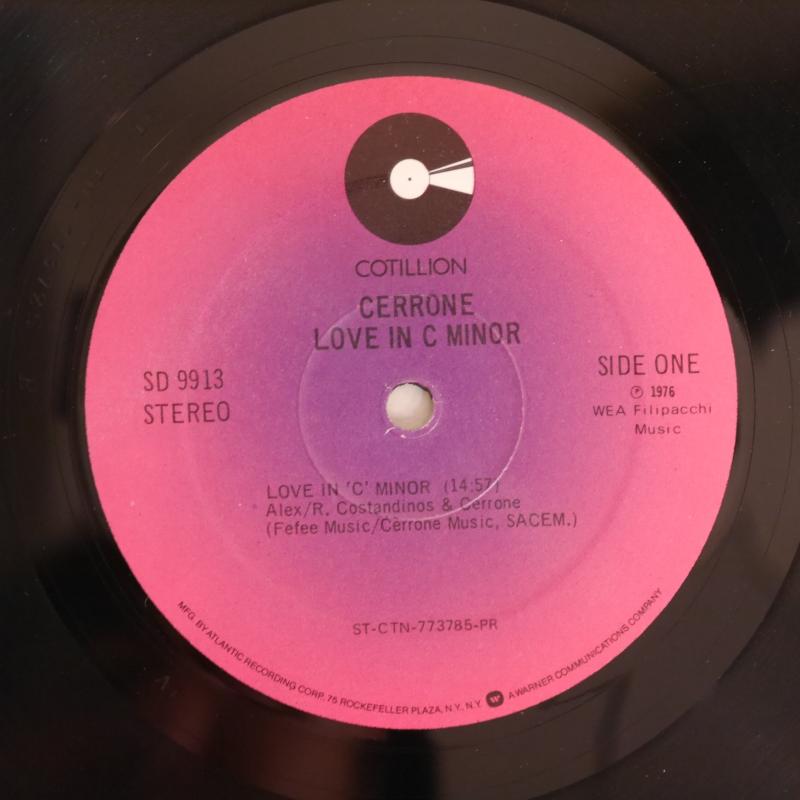 COTILLION
CERRONE
LOVE IN C MINOR
SD 9913
STEREO
SIDE ONE
℗ 1976
WEA Filipacchi
Music
LOVE IN 'C' MINOR (14:57)
Alex/R. Costandinos & Cerrone
(Fefee Music/Cerrone Music, SACEM.)
ST-CTN-773785-PR
MFG. BY ATLANTIC RECORDING CORP. 75 ROCKEFELLER PLAZA, N.Y., N.Y. W A WARNER COMMUNICATIONS COMPANY